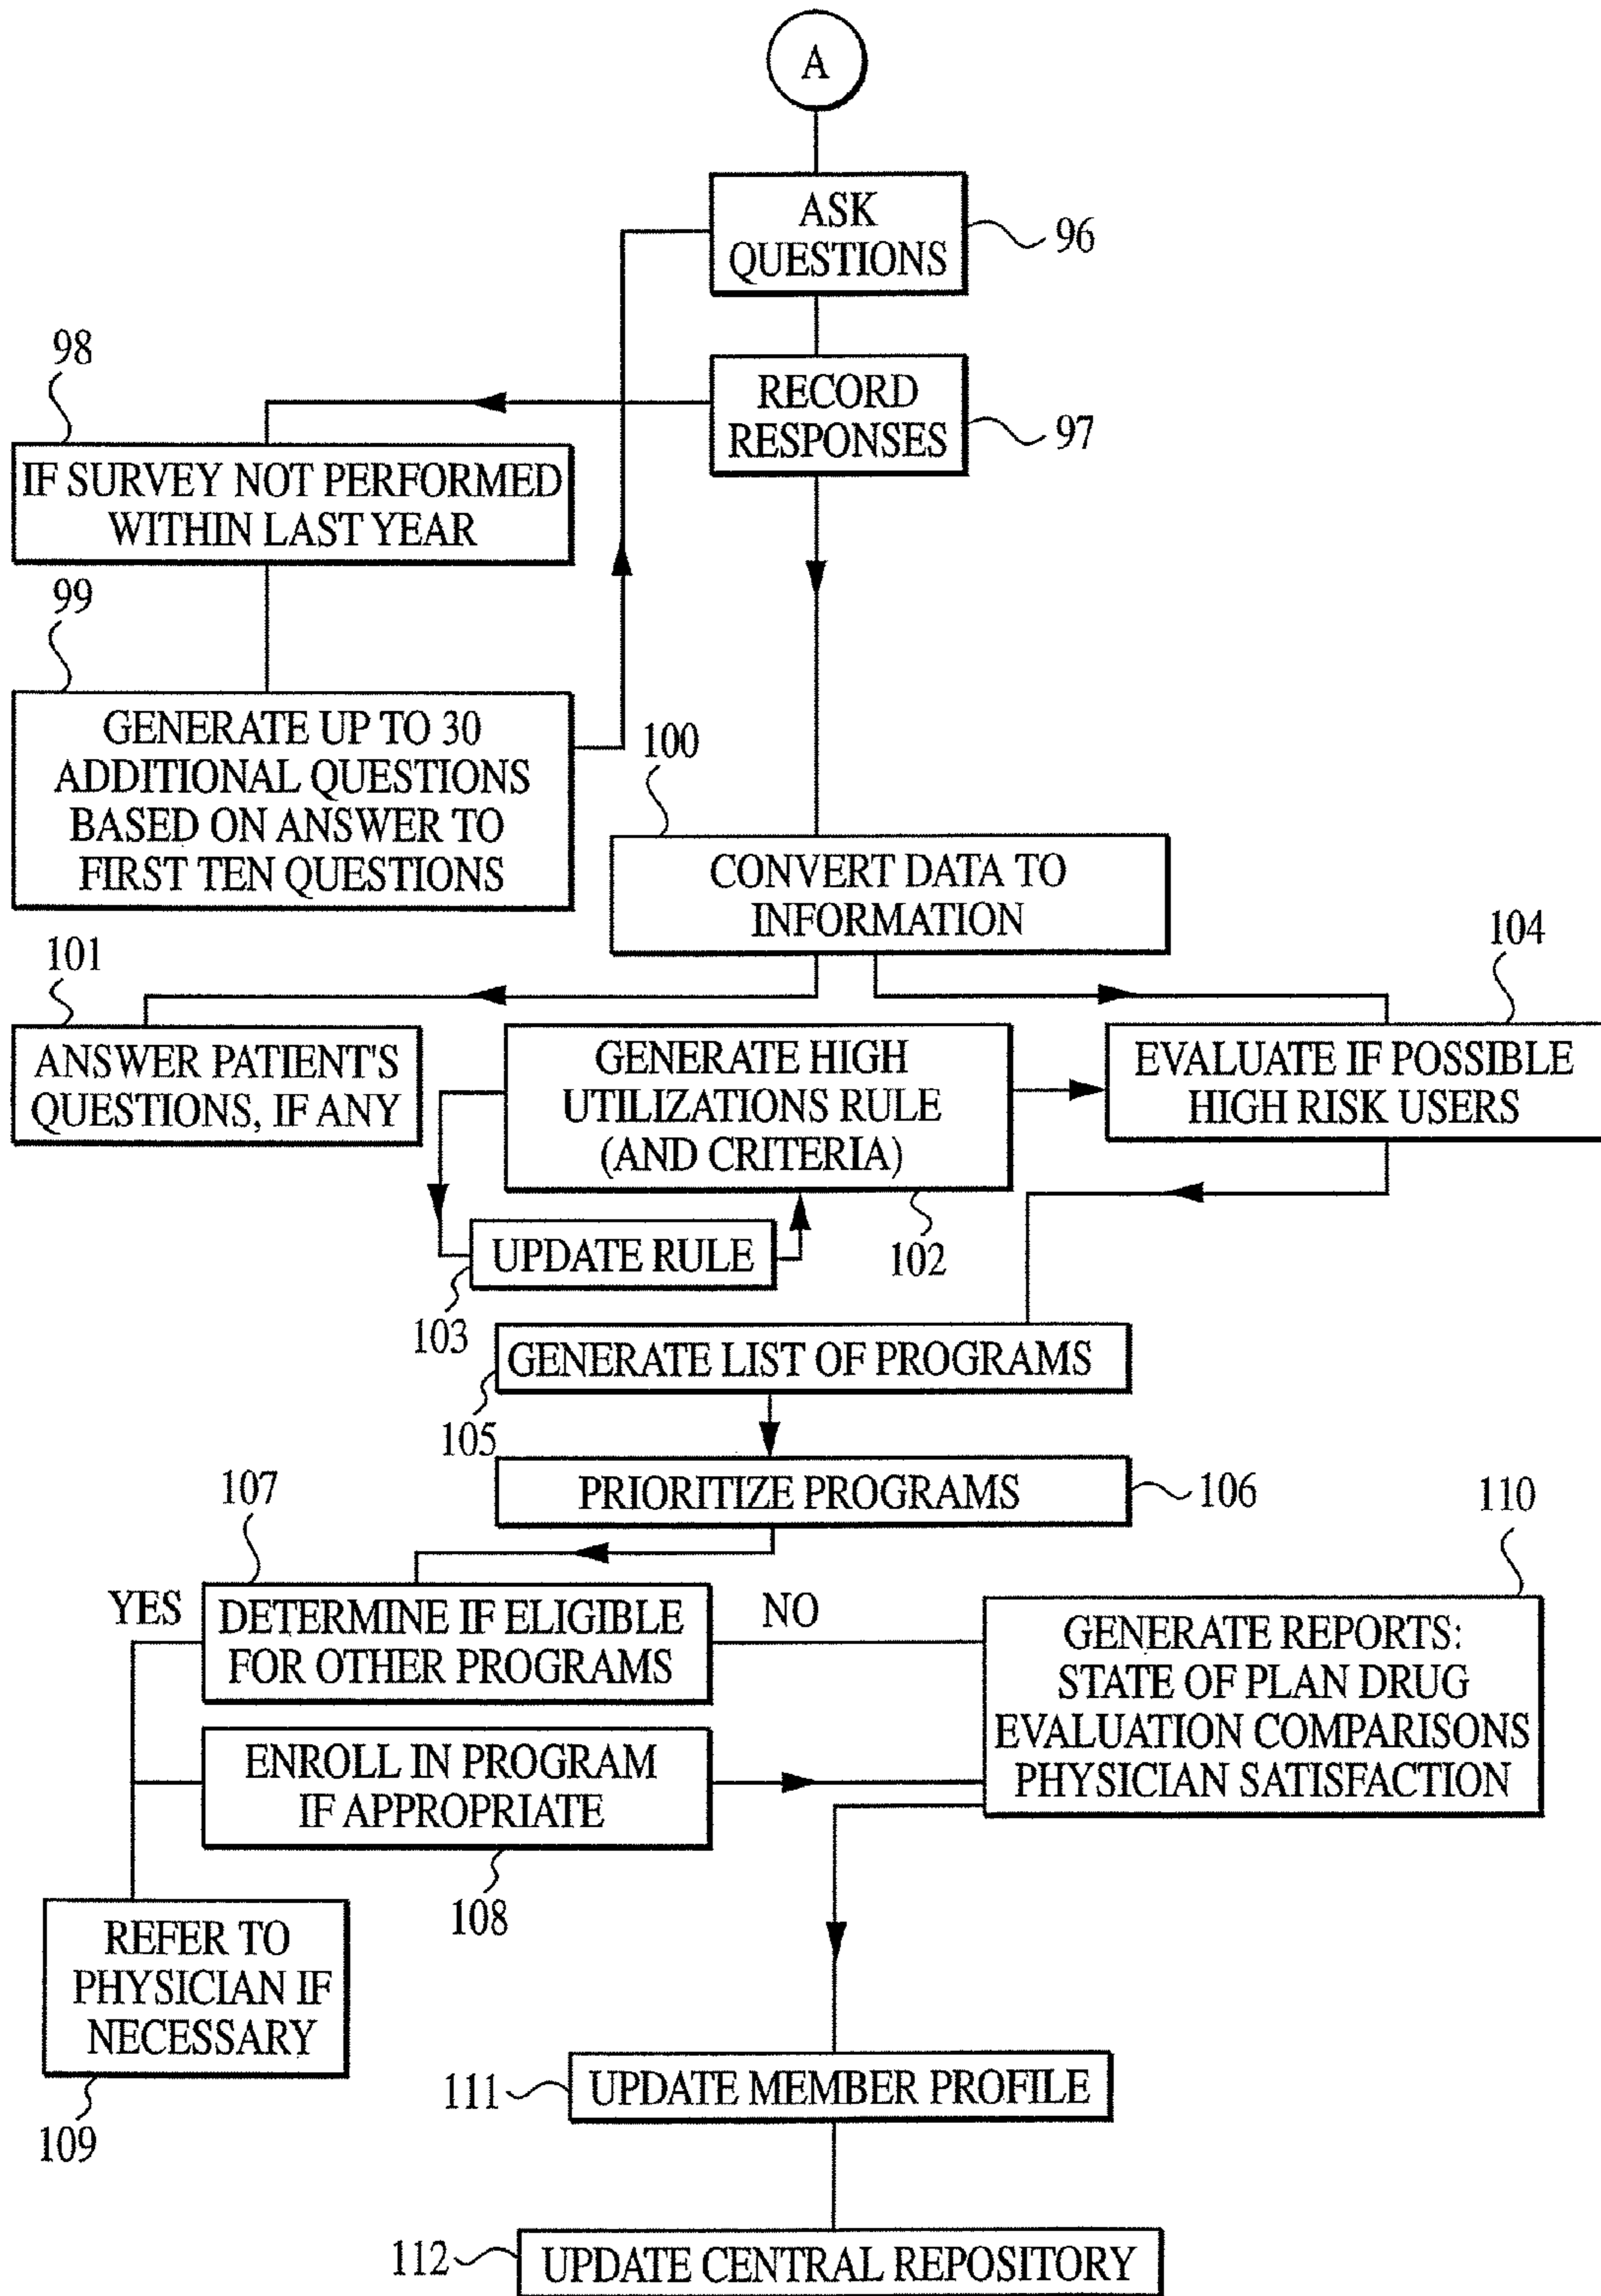 A
ASK
QUESTIONS
96
RECORD
RESPONSES
97
98
IF SURVEY NOT PERFORMED
WITHIN LAST YEAR
99
GENERATE UP TO 30
ADDITIONAL QUESTIONS
BASED ON ANSWER TO
FIRST TEN QUESTIONS
100
CONVERT DATA TO
INFORMATION
101
ANSWER PATIENT'S
QUESTIONS, IF ANY
GENERATE HIGH
UTILIZATIONS RULE
(AND CRITERIA)
102
104
EVALUATE IF POSSIBLE
HIGH RISK USERS
UPDATE RULE
103
GENERATE LIST OF PROGRAMS
105
PRIORITIZE PROGRAMS
106
107
YES
DETERMINE IF ELIGIBLE
FOR OTHER PROGRAMS
NO
110
GENERATE REPORTS:
STATE OF PLAN DRUG
EVALUATION COMPARISONS
PHYSICIAN SATISFACTION
ENROLL IN PROGRAM
IF APPROPRIATE
108
REFER TO
PHYSICIAN IF
NECESSARY
109
111
UPDATE MEMBER PROFILE
112
UPDATE CENTRAL REPOSITORY